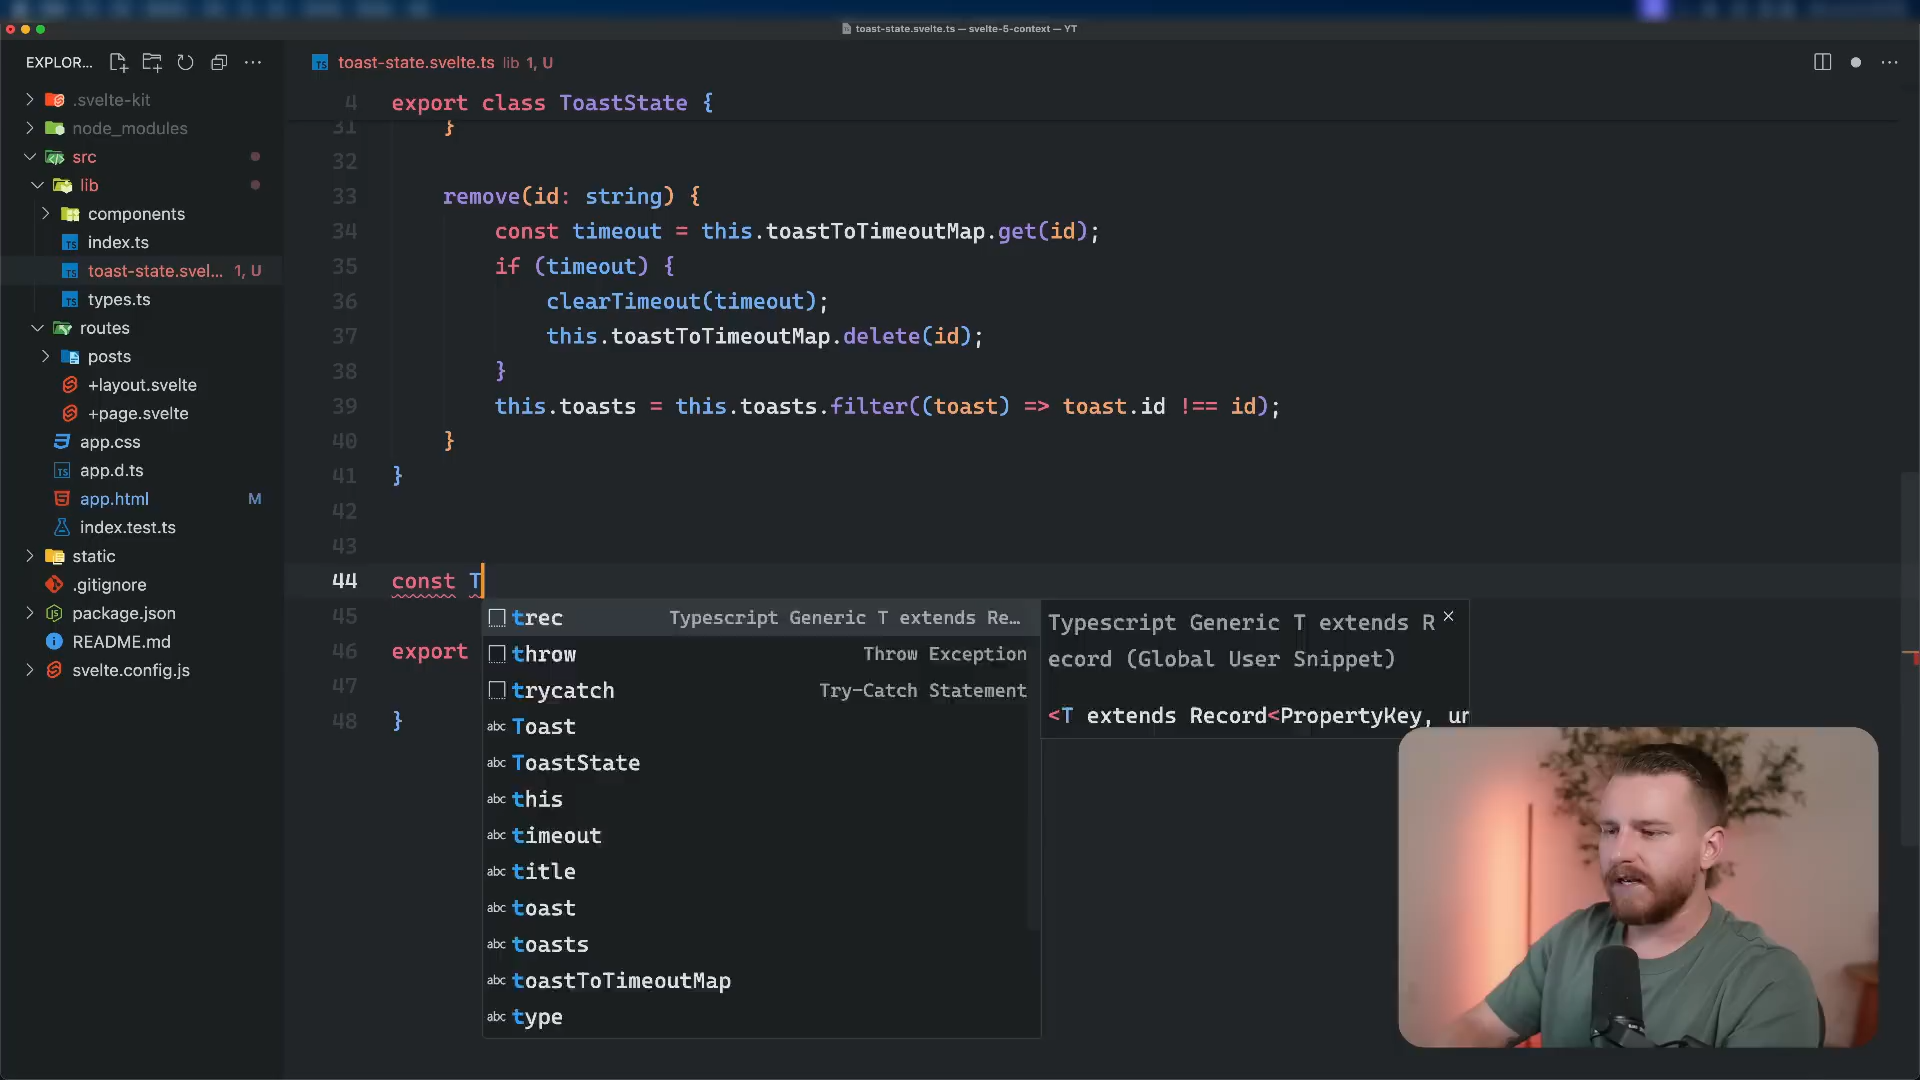 toast-state.svelte.ts — svelte-5-context — YT
EXPLOR...
.svelte-kit
node_modules
src
lib
components
index.ts
toast-state.svel... 1, U
types.ts
routes
posts
+layout.svelte
+page.svelte
app.css
app.d.ts
app.html M
index.test.ts
static
.gitignore
package.json
README.md
svelte.config.js
toast-state.svelte.ts lib 1, U
4 export class ToastState {
31 }
32
33 remove(id: string) {
34 const timeout = this.toastToTimeoutMap.get(id);
35 if (timeout) {
36 clearTimeout(timeout);
37 this.toastToTimeoutMap.delete(id);
38 }
39 this.toasts = this.toasts.filter((toast) => toast.id !== id);
40 }
41 }
42
43
44 const T
45
46 export
47
48 }
trec Typescript Generic T extends Re...
throw Throw Exception
trycatch Try-Catch Statement
abc Toast
abc ToastState
abc this
abc timeout
abc title
abc toast
abc toasts
abc toastToTimeoutMap
abc type
Typescript Generic T extends R
ecord (Global User Snippet)
<T extends Record<PropertyKey, un